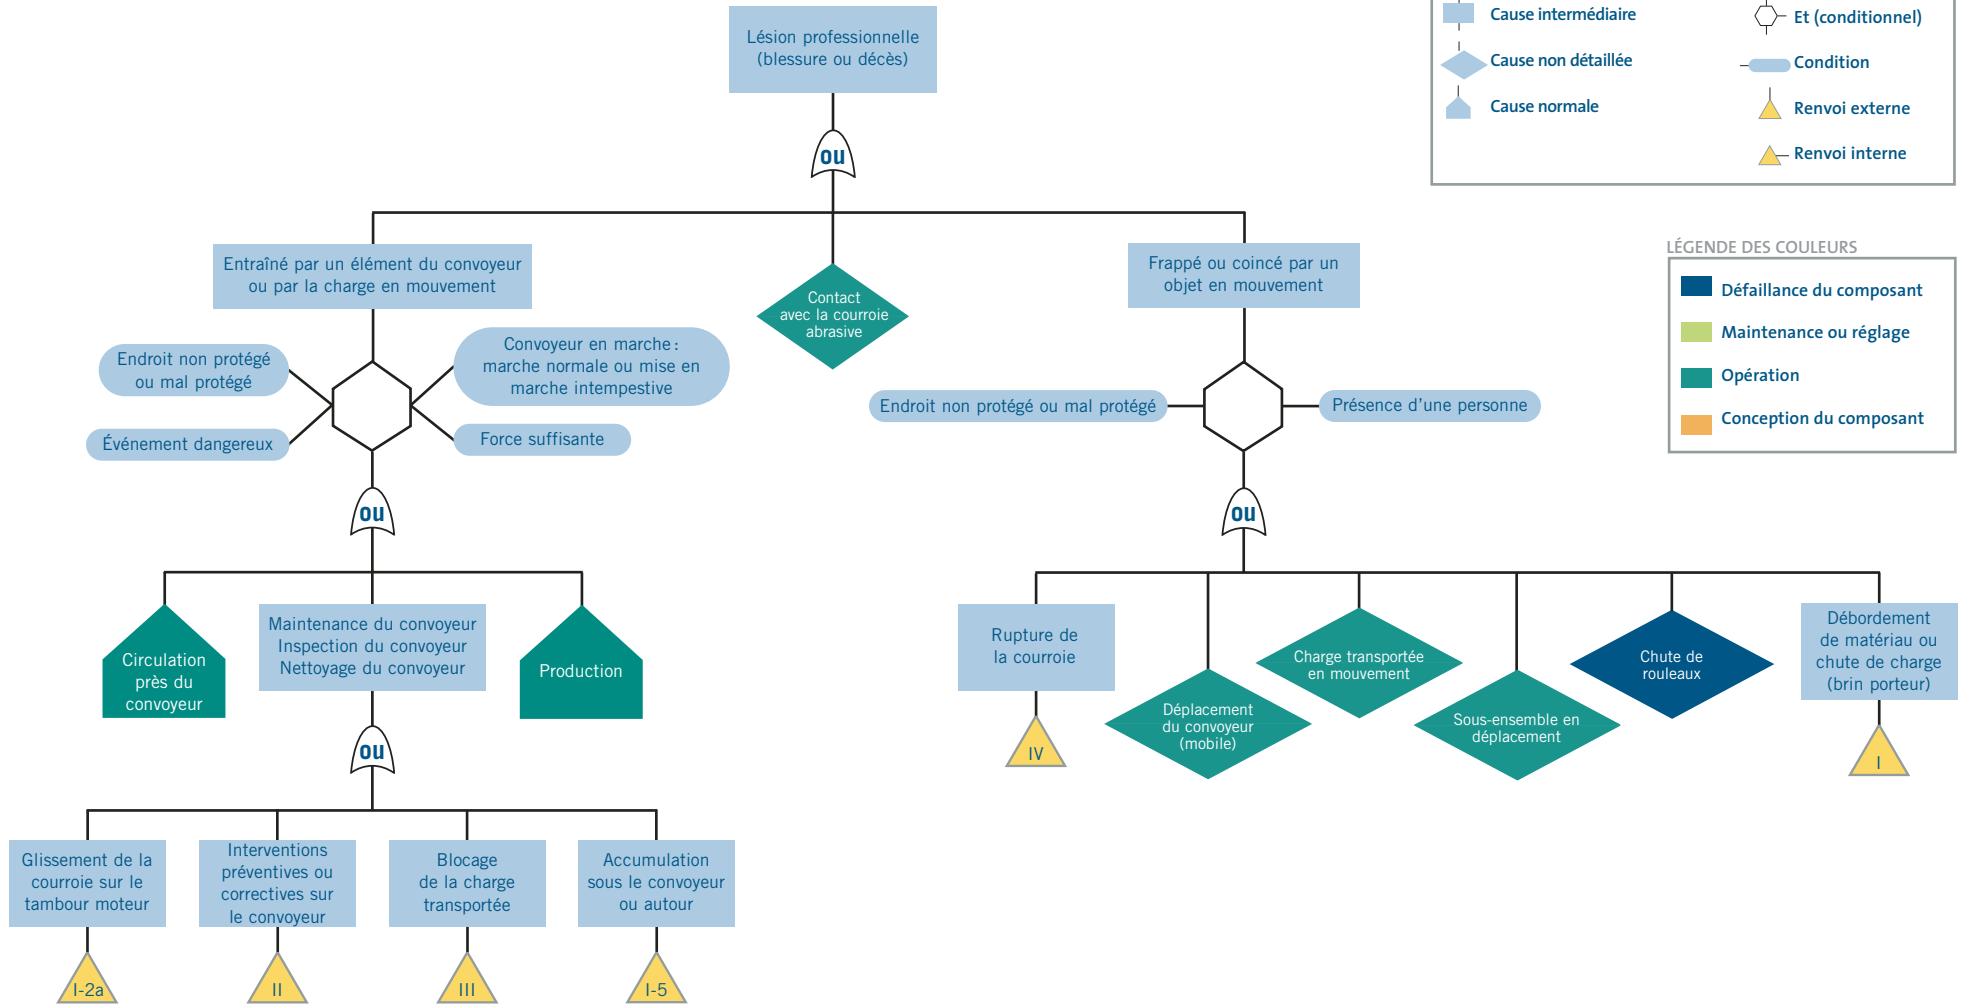 Lésion professionnelle
(blessure ou décès)
Cause intermédiaire
Et (conditionnel)
Cause non détaillée
Condition
Cause normale
Renvoi externe
Renvoi interne
ou
LÉGENDE DES COULEURS
Défaillance du composant
Maintenance ou réglage
Opération
Conception du composant
Entraîné par un élément du convoyeur
ou par la charge en mouvement
Contact
avec la courroie
abrasive
Frappé ou coincé par un
objet en mouvement
Endroit non protégé
ou mal protégé
Convoyeur en marche :
marche normale ou mise en
marche intempestive
Événement dangereux
Force suffisante
Endroit non protégé ou mal protégé
Présence d’une personne
ou
ou
Circulation
près du
convoyeur
Maintenance du convoyeur
Inspection du convoyeur
Nettoyage du convoyeur
Production
Rupture de
la courroie
IV
Déplacement
du convoyeur
(mobile)
Charge transportée
en mouvement
Sous-ensemble en
déplacement
Chute de
rouleaux
Débordement
de matériau ou
chute de charge
(brin porteur)
I
ou
Glissement de la
courroie sur le
tambour moteur
Interventions
préventives ou
correctives sur
le convoyeur
Blocage
de la charge
transportée
Accumulation
sous le convoyeur
ou autour
I-2a
II
III
I-5